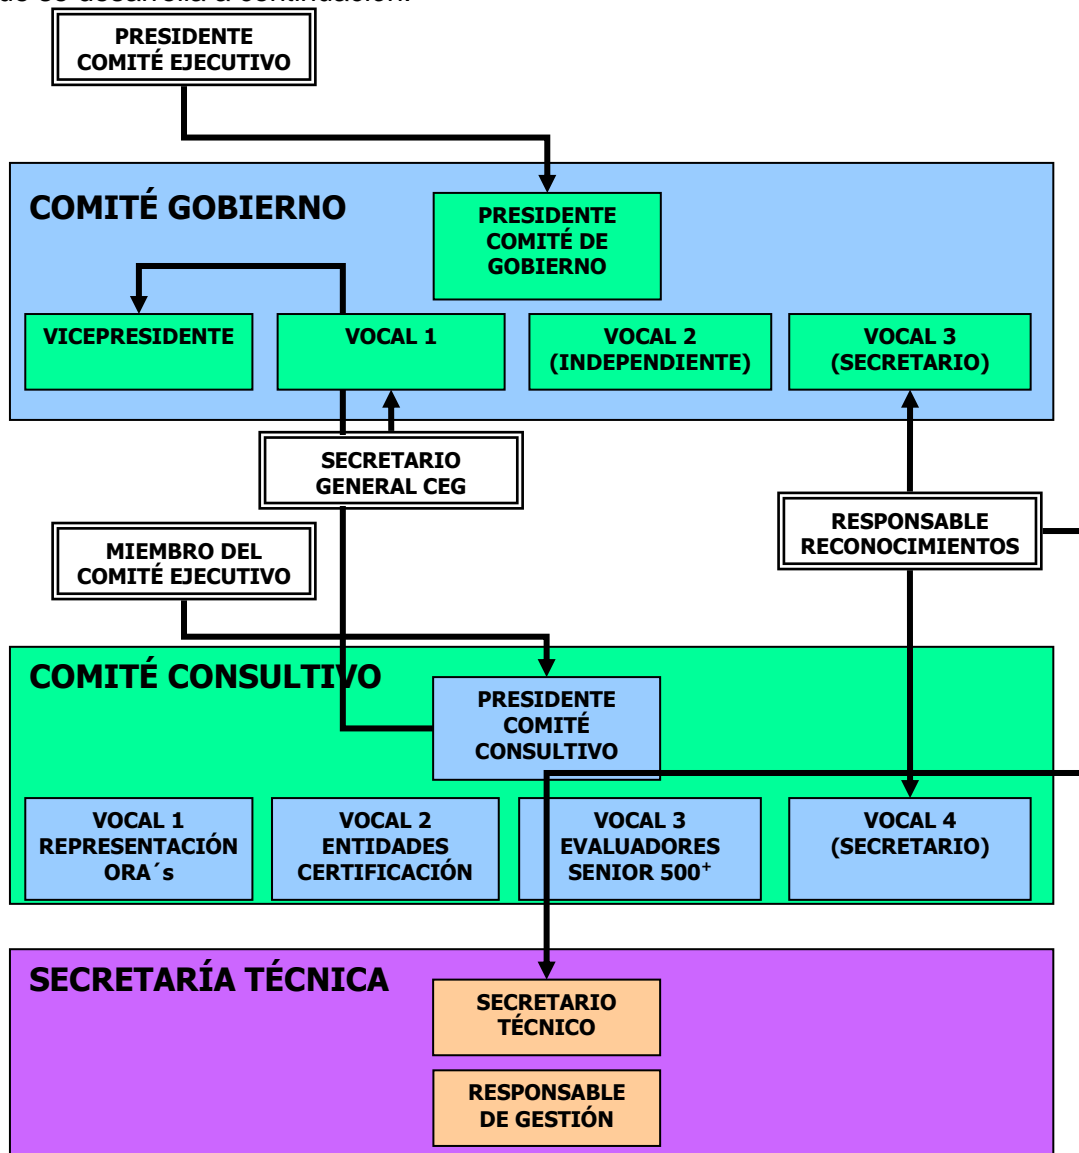 PRESIDENTE
COMITÉ EJECUTIVO
COMITÉ GOBIERNO
PRESIDENTE
COMITÉ DE
GOBIERNO
VICEPRESIDENTE
VOCAL 1
VOCAL 2
(INDEPENDIENTE)
VOCAL 3
(SECRETARIO)
SECRETARIO
GENERAL CEG
RESPONSABLE
RECONOCIMIENTOS
MIEMBRO DEL
COMITÉ EJECUTIVO
COMITÉ CONSULTIVO
PRESIDENTE
COMITÉ
CONSULTIVO
VOCAL 1
REPRESENTACIÓN
ORA´s
VOCAL 2
ENTIDADES
CERTIFICACIÓN
VOCAL 3
EVALUADORES
SENIOR 500⁺
VOCAL 4
(SECRETARIO)
SECRETARÍA TÉCNICA
SECRETARIO
TÉCNICO
RESPONSABLE
DE GESTIÓN